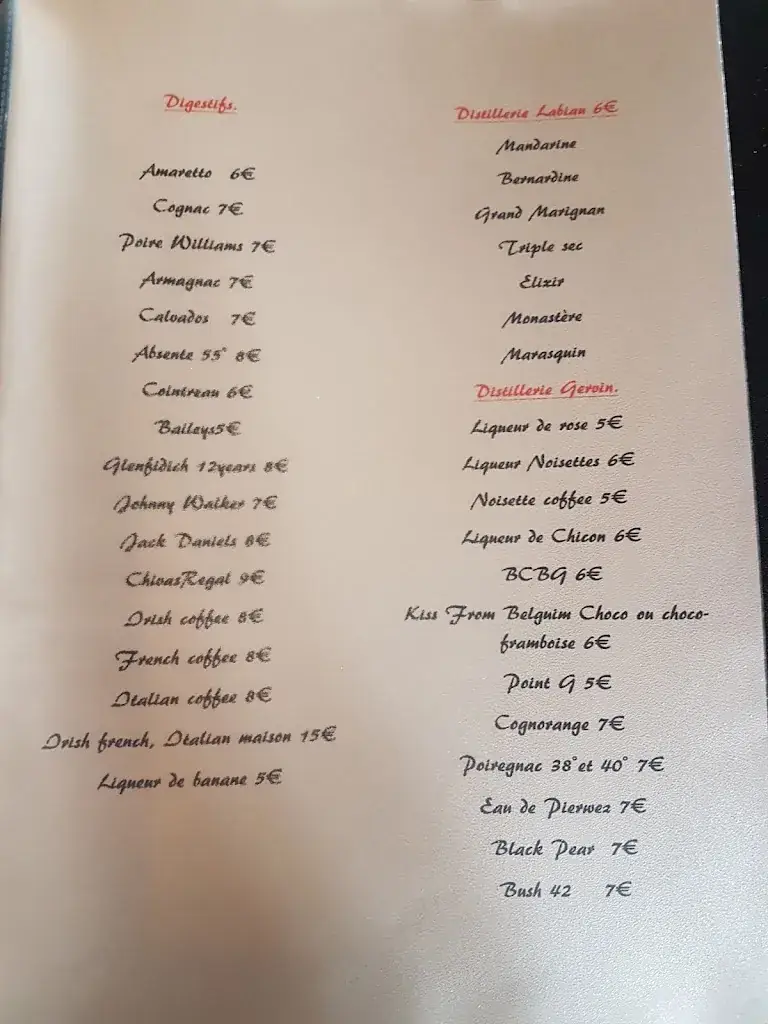 Digestifs.
Amaretto 6€
Cognac 7€
Poire Williams 7€
Armagnac 7€
Calvados 7€
Absente 55° 8€
Cointreau 6€
Baileys5€
Glenfidich 12years 8€
Johnny Walker 7€
Jack Daniels 8€
ChivasRegal 9€
Irish coffee 8€
French coffee 8€
Italian coffee 8€
Irish french, Italian maison 15€
Liqueur de banane 5€
Distillerie Labiau 6€
Mandarine
Bernardine
Grand Marignan
Triple sec
Elixir
Monastère
Marasquin
Distillerie Gervin.
Liqueur de rose 5€
Liqueur Noisettes 6€
Noisette coffee 5€
Liqueur de Chicon 6€
BCBG 6€
Kiss From Belguim Choco ou choco-
framboise 6€
Point G 5€
Cognorange 7€
Poiregnac 38°et 40° 7€
Eau de Pierwez 7€
Black Pear 7€
Bush 42 7€